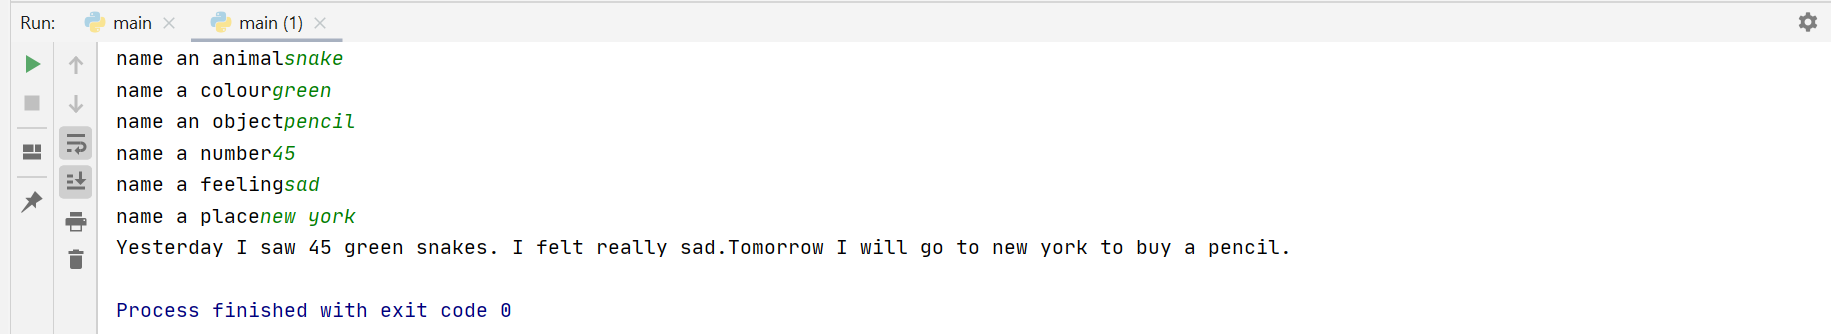 Run: main main (1)
name an animalsnake
name a colourgreen
name an objectpencil
name a number45
name a feelingsad
name a placenew york
Yesterday I saw 45 green snakes. I felt really sad.Tomorrow I will go to new york to buy a pencil.
Process finished with exit code 0